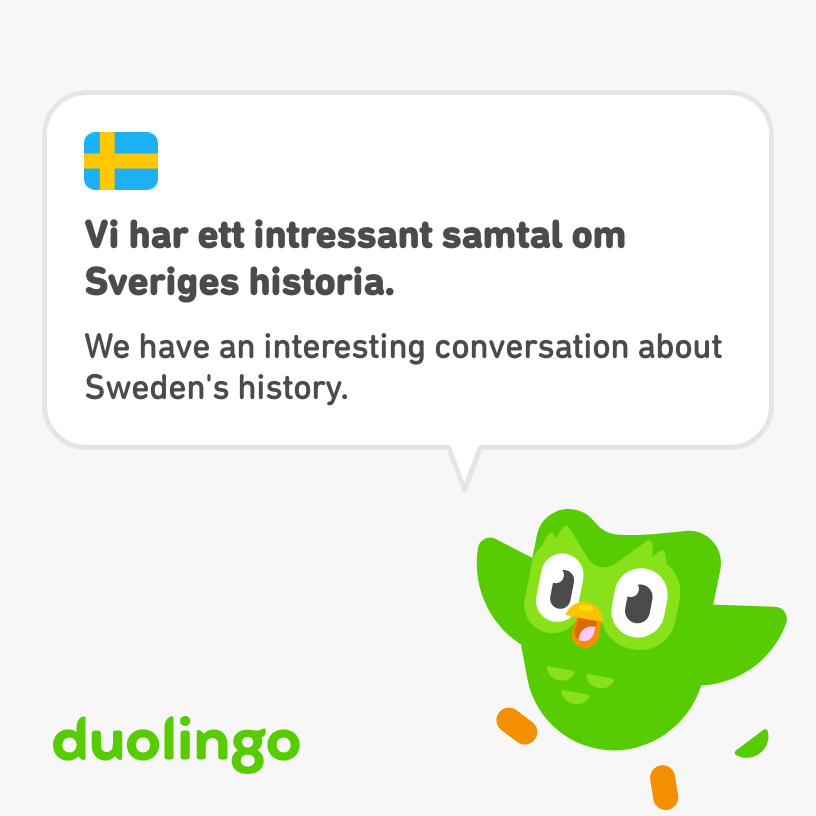 Vi har ett intressant samtal om
Sveriges historia.
We have an interesting conversation about
Sweden's history.
duolingo